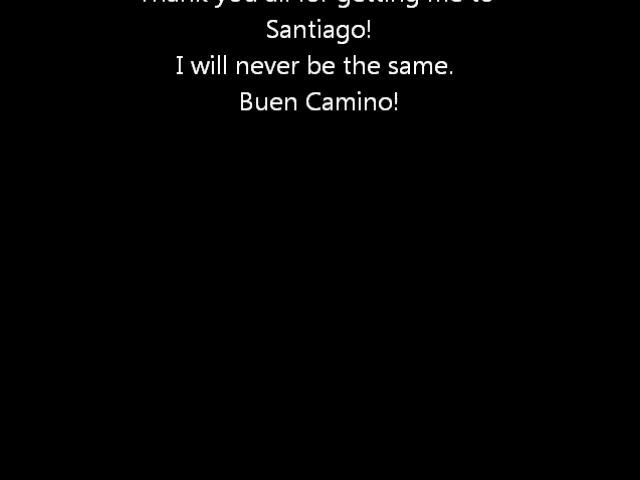 Thank you all for getting me to
Santiago!
I will never be the same.
Buen Camino!